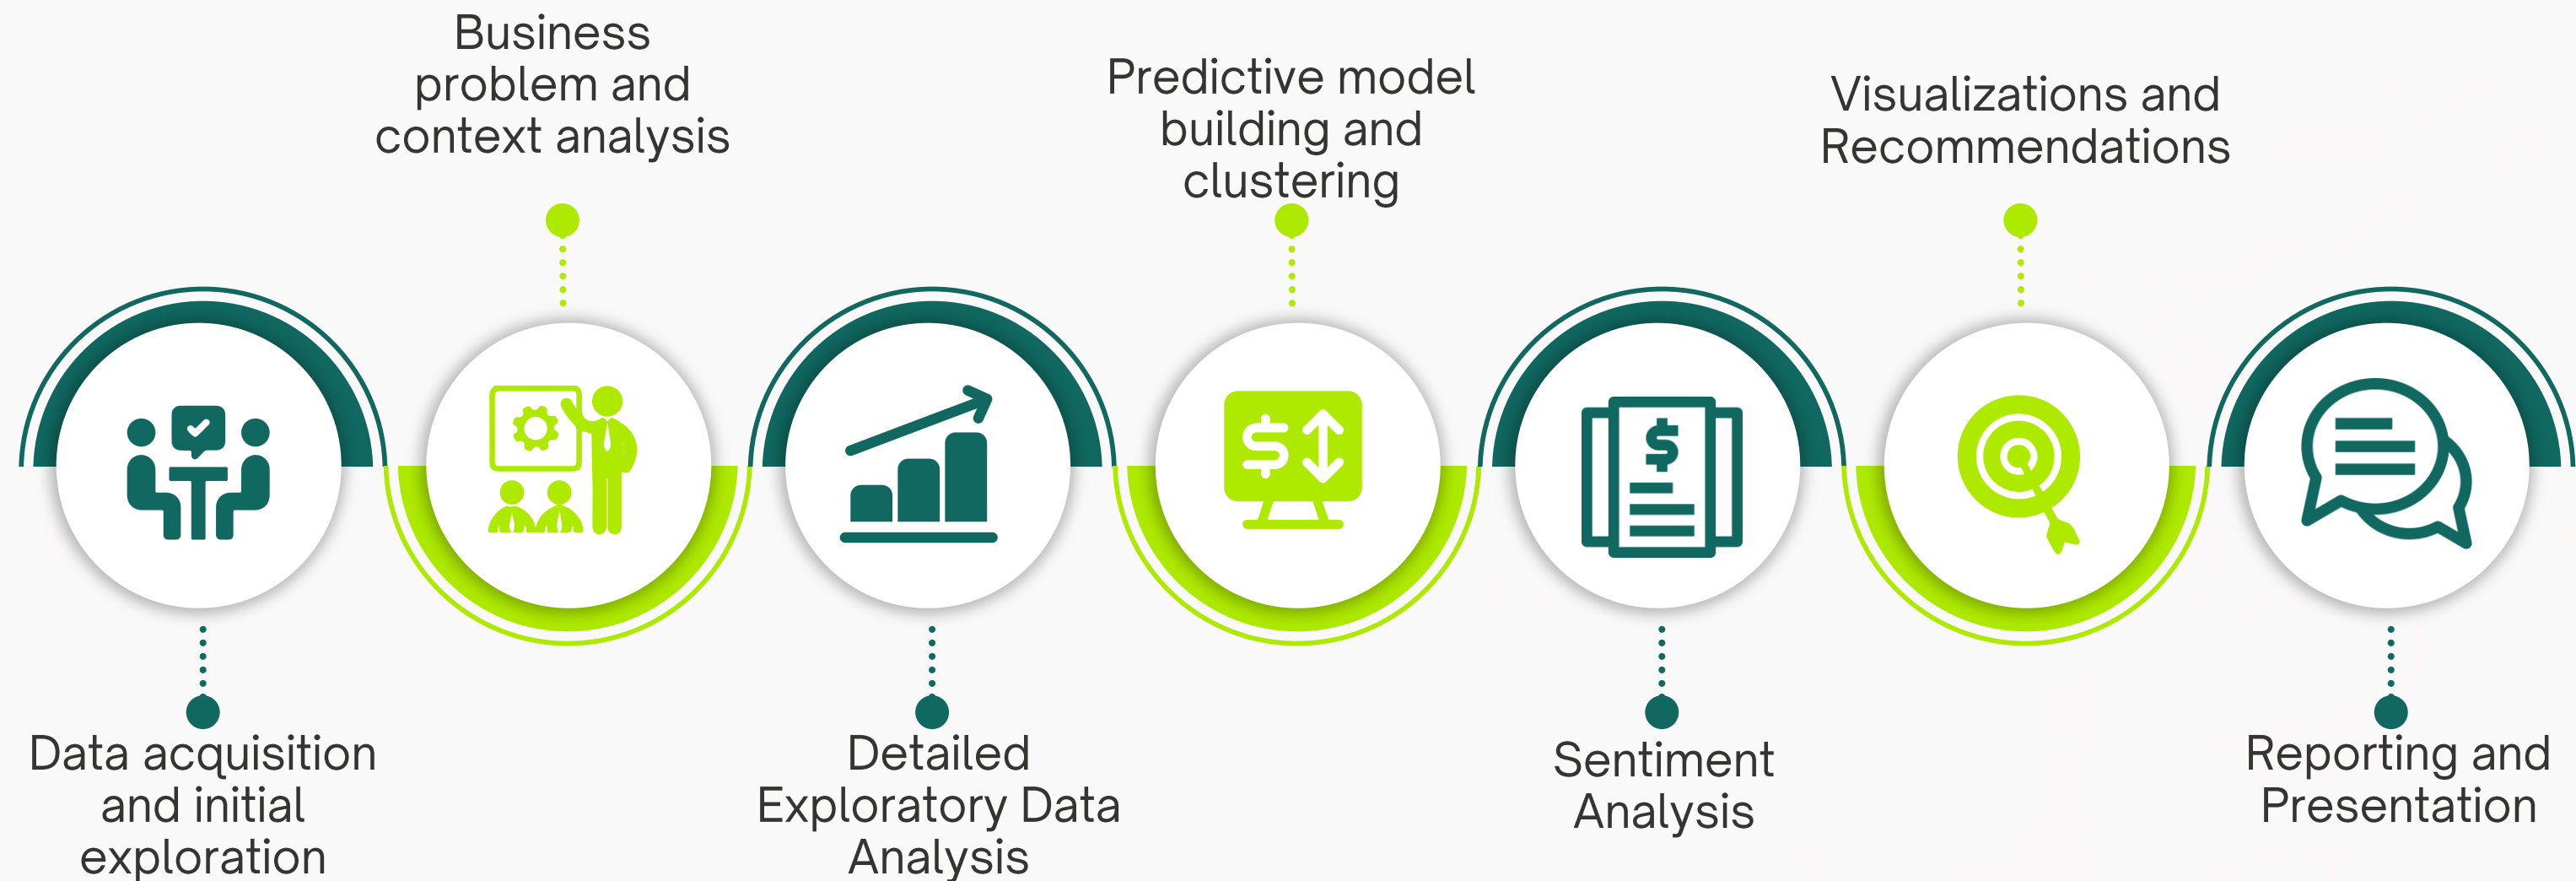 Data acquisition
and initial
exploration
Business
problem and
context analysis
Detailed
Exploratory Data
Analysis
Predictive model
building and
clustering
$
Sentiment
Analysis
$
Visualizations and
Recommendations
Reporting and
Presentation